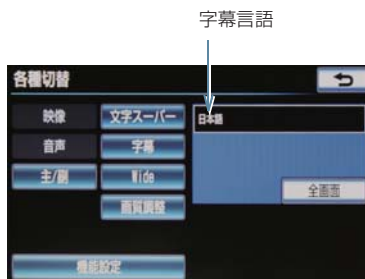 字幕言語
各種切替
映像 文字スーパー 日本語
音声 字幕
主/副 Wide 全画面
画質調整
機能設定